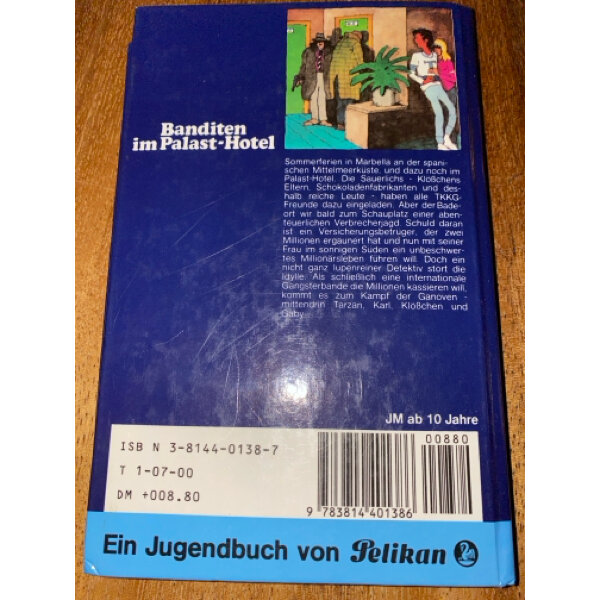 Banditen
im Palast-Hotel
Sommerferien in Marbella an der spani-
schen Mittelmeerküste, und dazu noch im
Palast-Hotel. Die Sauerlichs - Klößchens
Eltern, Schokoladenfabrikanten und des-
halb reiche Leute - haben alle TKKG-
Freunde dazu eingeladen. Aber der Bade-
ort wir bald zum Schauplatz einer aben-
teuerlichen Verbrecherjagd. Schuld daran
ist ein Versicherungsbetrüger, der zwei
Millionen ergaunert hat und nun mit seiner
Frau im sonnigen Süden ein unbeschwer-
tes Millionärsleben führen will. Doch ein
nicht ganz lupenreiner Detektiv stört die
Idylle. Als schließlich eine internationale
Gangsterbande die Millionen kassieren will,
kommt es zum Kampf der Ganoven -
mittendrin Tarzan, Karl, Klößchen und
Gaby...
JM ab 10 Jahre
ISBN 3-8144-0138-7
T 1-07-00
DM +008.80
00880
9 783814 401386
Ein Jugendbuch von Pelikan